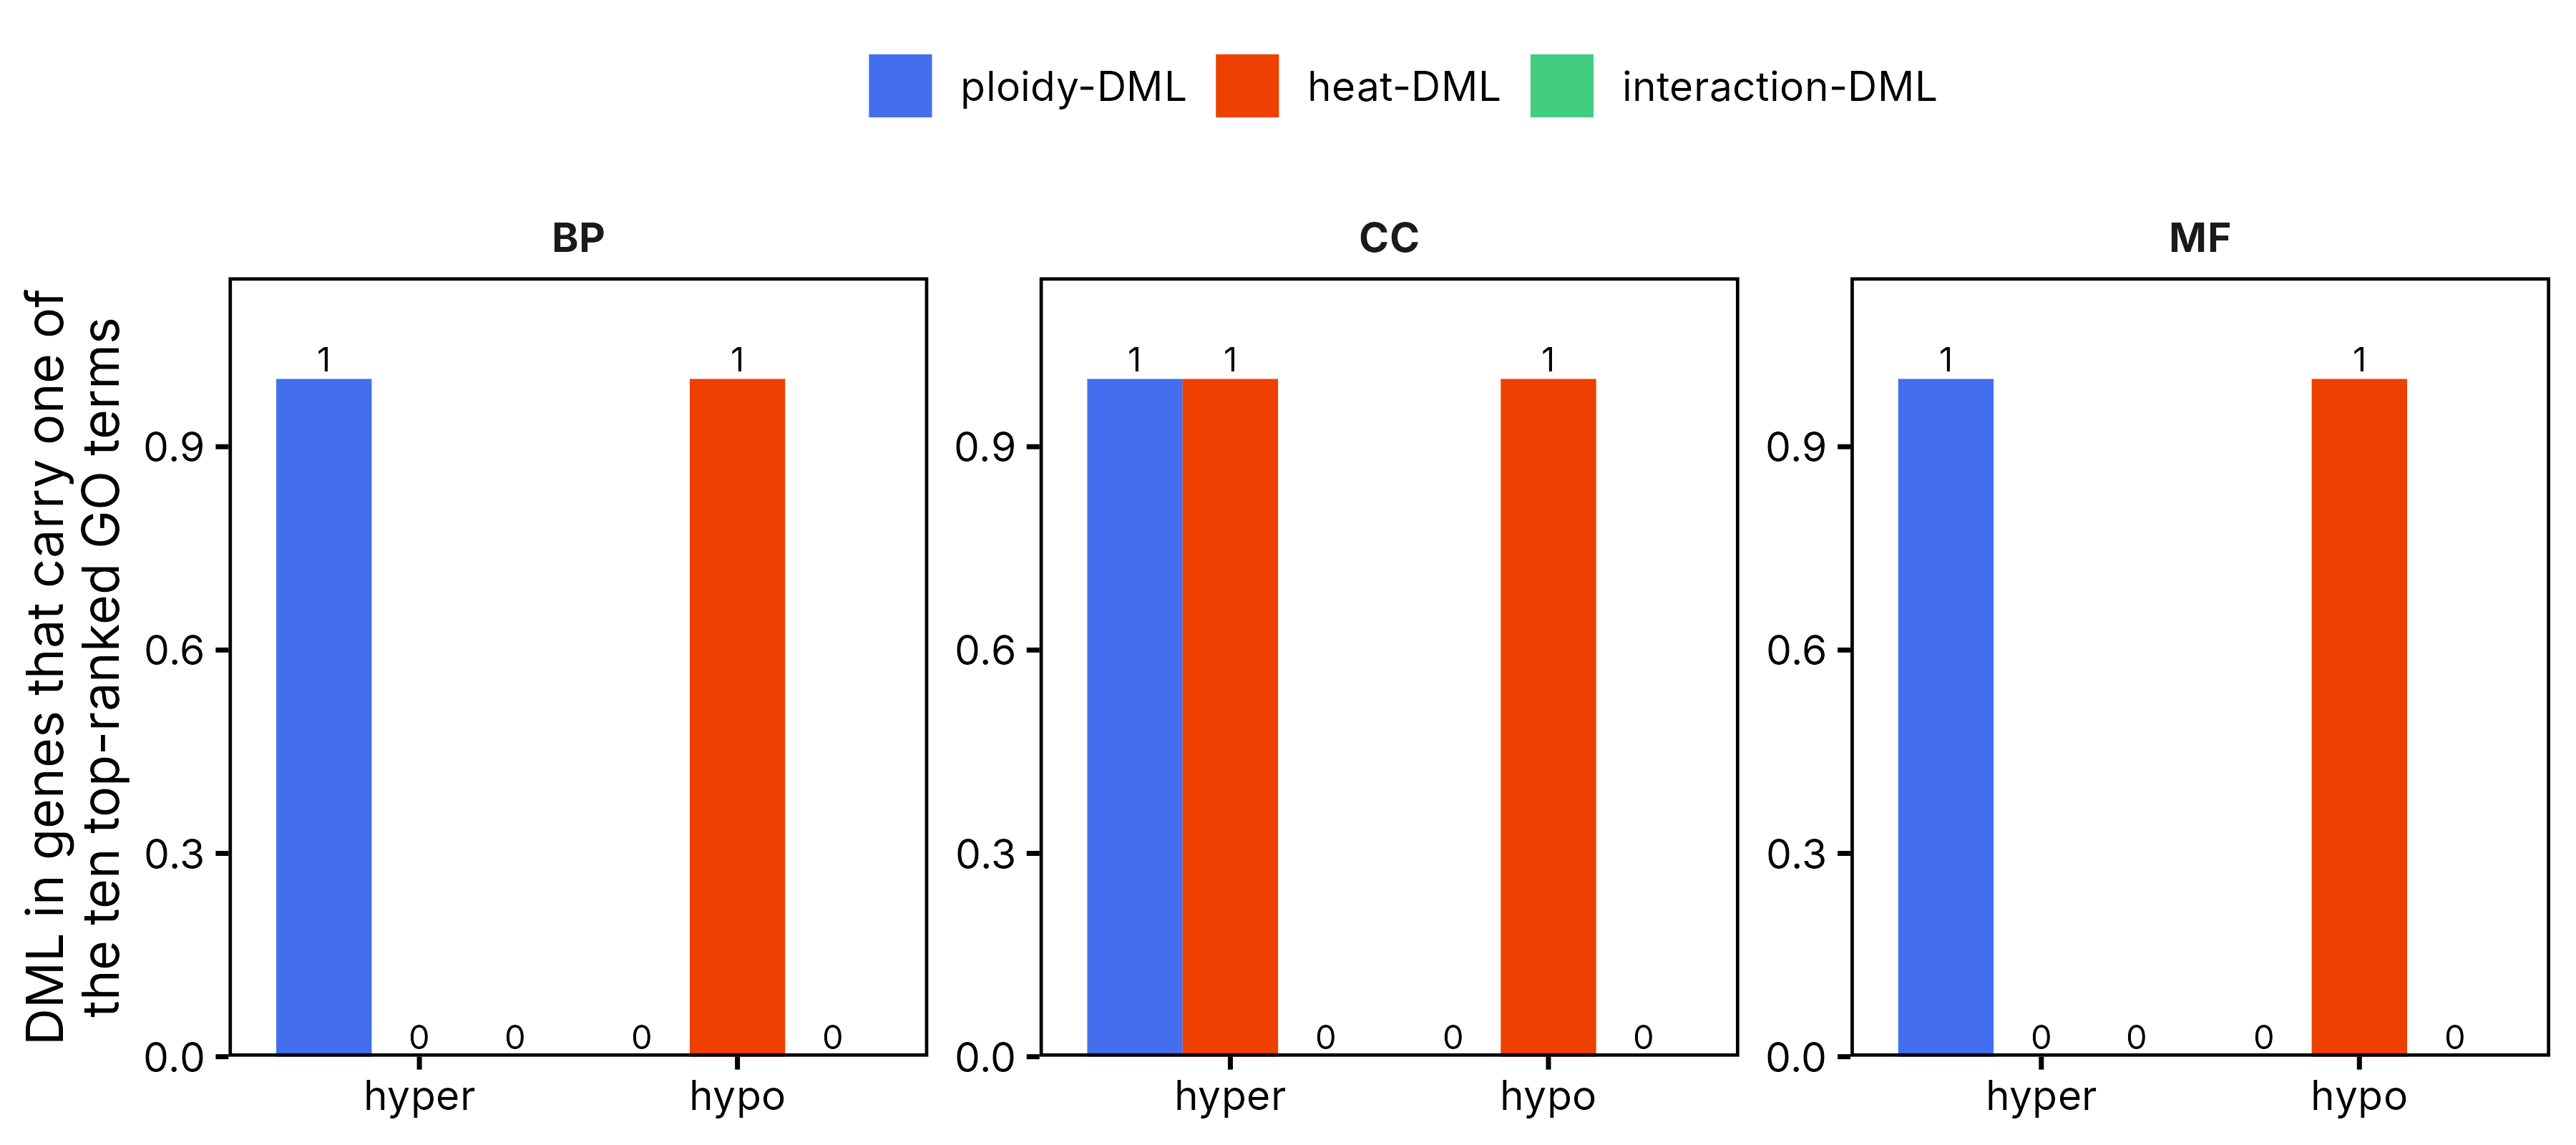 ploidy-DML heat-DML interaction-DML
BP CC MF
DML in genes that carry one of
the ten top-ranked GO terms
1 1 1 1 1 1 1
0.9 0.9 0.9
0.6 0.6 0.6
0.3 0.3 0.3
0 0 0 0 0 0 0 0 0 0 0
0.0 0.0 0.0
hyper hypo hyper hypo hyper hypo